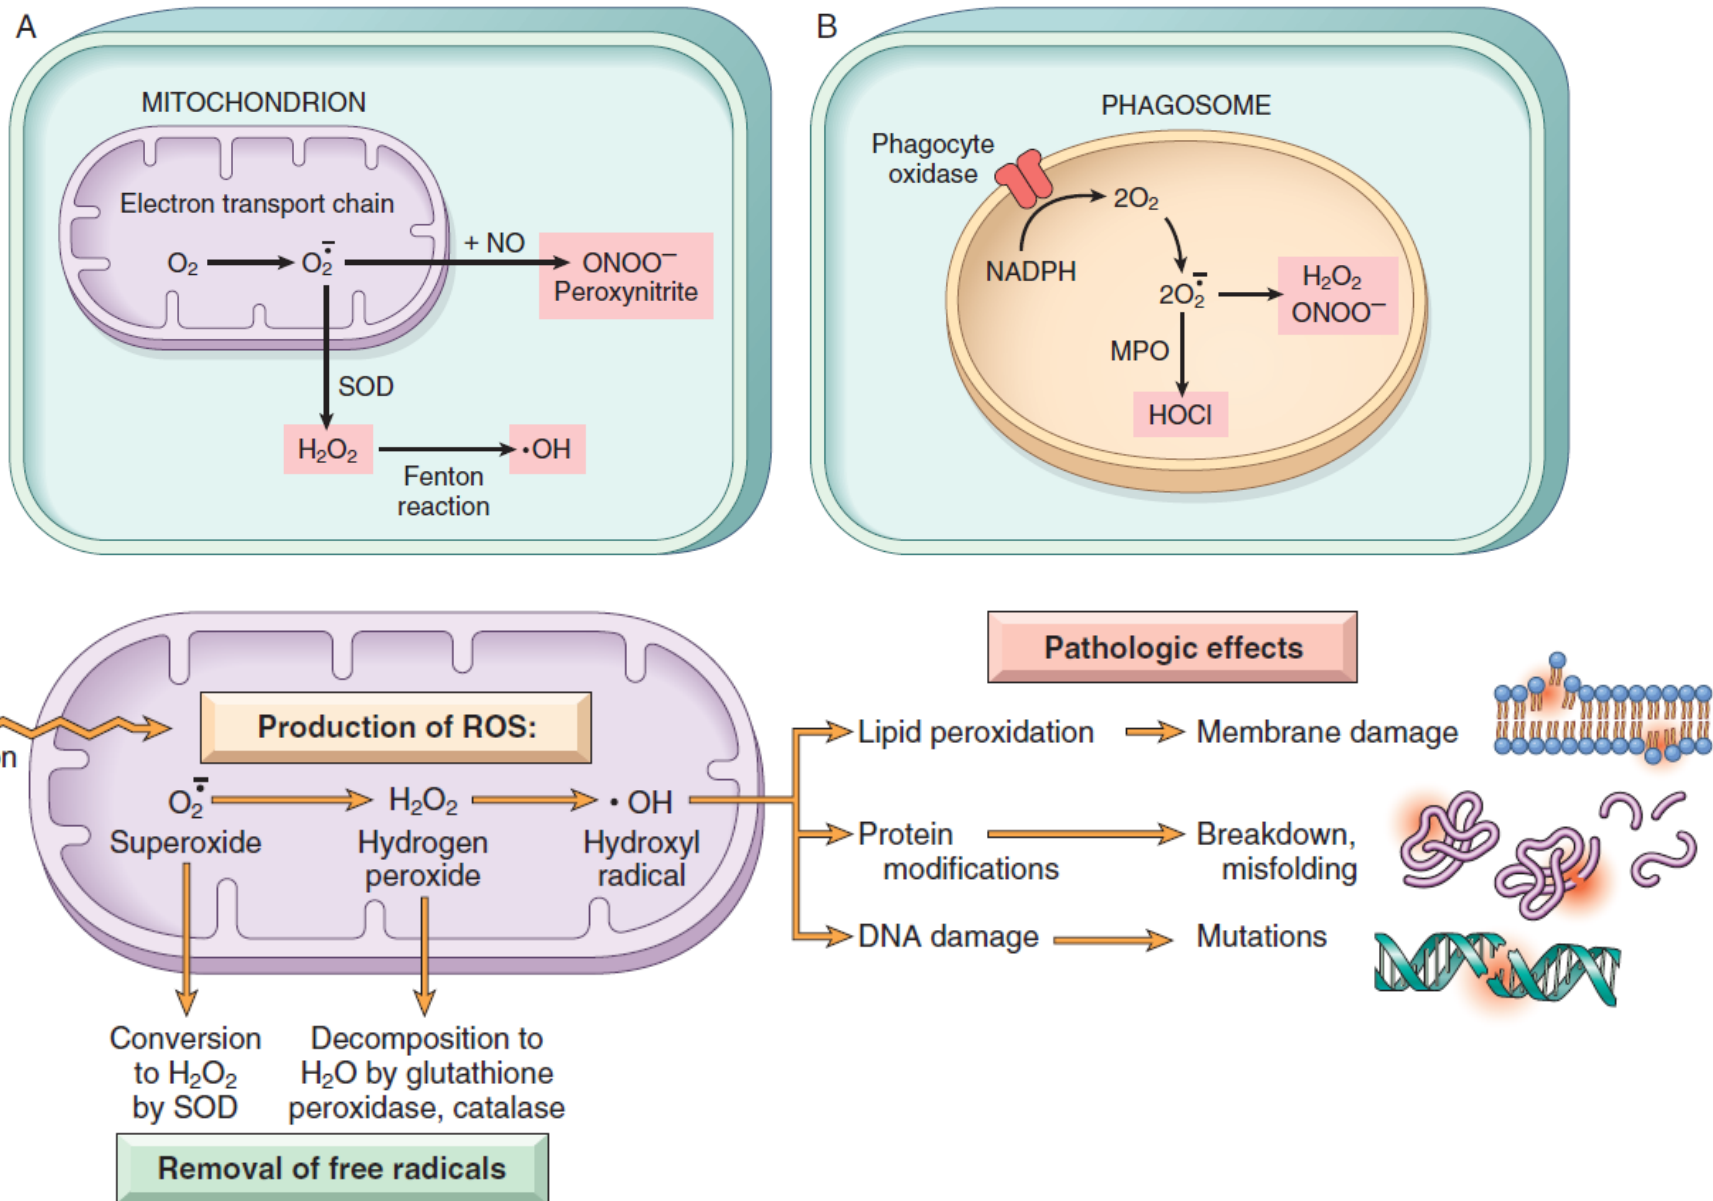 A
MITOCHONDRION
Electron transport chain
O₂
O₂•̄
+ NO
ONOO⁻
Peroxynitrite
SOD
H₂O₂
•OH
Fenton
reaction
B
PHAGOSOME
Phagocyte
oxidase
2O₂
NADPH
2O₂•̄
H₂O₂
ONOO⁻
MPO
HOCl
on
Production of ROS:
O₂•̄
H₂O₂
• OH
Superoxide
Hydrogen
peroxide
Hydroxyl
radical
Conversion
to H₂O₂
by SOD
Decomposition to
H₂O by glutathione
peroxidase, catalase
Removal of free radicals
Pathologic effects
Lipid peroxidation
Membrane damage
Protein
modifications
Breakdown,
misfolding
DNA damage
Mutations